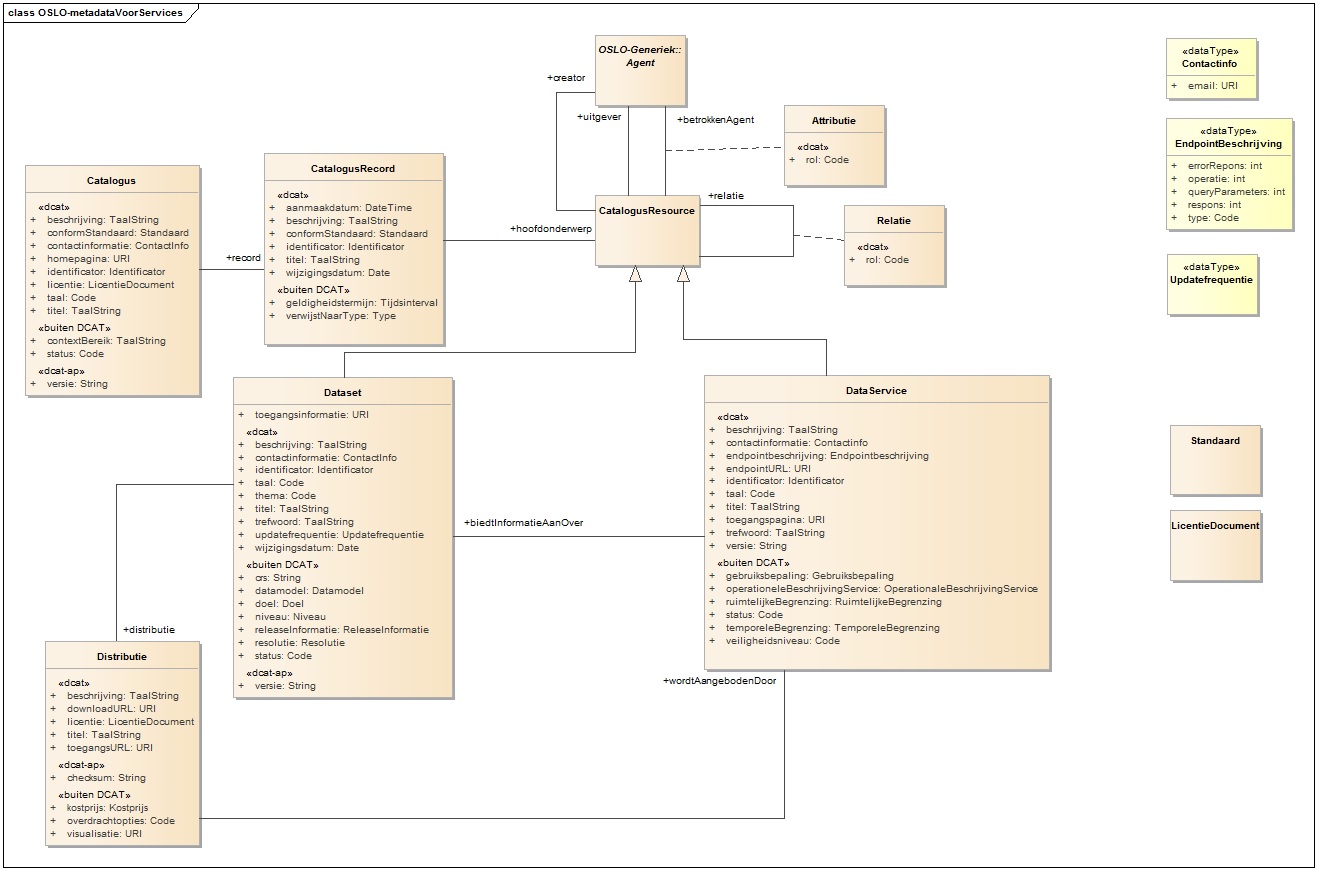 class OSLO-metadataVoorServices
OSLO-Generiek::
Agent
+creator
+uitgever
+betrokkenAgent
Attributie
«dcat»
+ rol: Code
«dataType»
Contactinfo
+ email: URI
«dataType»
EndpointBeschrijving
+ errorRepons: int
+ operatie: int
+ queryParameters: int
+ respons: int
+ type: Code
«dataType»
Updatefrequentie
Catalogus
«dcat»
+ beschrijving: TaalString
+ conformStandaard: Standaard
+ contactinformatie: ContactInfo
+ homepagina: URI
+ identificator: Identificator
+ licentie: LicentieDocument
+ taal: Code
+ titel: TaalString
«buiten DCAT»
+ contextBereik: TaalString
+ status: Code
«dcat-ap»
+ versie: String
+record
CatalogusRecord
«dcat»
+ aanmaakdatum: DateTime
+ beschrijving: TaalString
+ conformStandaard: Standaard
+ identificator: Identificator
+ titel: TaalString
+ wijzigingsdatum: Date
«buiten DCAT»
+ geldigheidstermijn: Tijdsinterval
+ verwijstNaarType: Type
+hoofdonderwerp
CatalogusResource
+relatie
Relatie
«dcat»
+ rol: Code
Dataset
+ toegangsinformatie: URI
«dcat»
+ beschrijving: TaalString
+ contactinformatie: ContactInfo
+ identificator: Identificator
+ taal: Code
+ thema: Code
+ titel: TaalString
+ trefwoord: TaalString
+ updatefrequentie: Updatefrequentie
+ wijzigingsdatum: Date
«buiten DCAT»
+ crs: String
+ datamodel: Datamodel
+ doel: Doel
+ niveau: Niveau
+ releaseInformatie: ReleaseInformatie
+ resolutie: Resolutie
+ status: Code
«dcat-ap»
+ versie: String
+biedtInformatieAanOver
DataService
«dcat»
+ beschrijving: TaalString
+ contactinformatie: Contactinfo
+ endpointbeschrijving: Endpointbeschrijving
+ endpointURL: URI
+ identificator: Identificator
+ taal: Code
+ titel: TaalString
+ toegangspagina: URI
+ trefwoord: TaalString
+ versie: String
«buiten DCAT»
+ gebruiksbepaling: Gebruiksbepaling
+ operationeleBeschrijvingService: OperationaleBeschrijvingService
+ ruimtelijkeBegrenzing: RuimtelijkeBegrenzing
+ status: Code
+ temporeleBegrenzing: TemporeleBegrenzing
+ veiligheidsniveau: Code
+wordtAangebodenDoor
Standaard
LicentieDocument
+distributie
Distributie
«dcat»
+ beschrijving: TaalString
+ downloadURL: URI
+ licentie: LicentieDocument
+ titel: TaalString
+ toegangsURL: URI
«dcat-ap»
+ checksum: String
«buiten DCAT»
+ kostprijs: Kostprijs
+ overdrachtopties: Code
+ visualisatie: URI